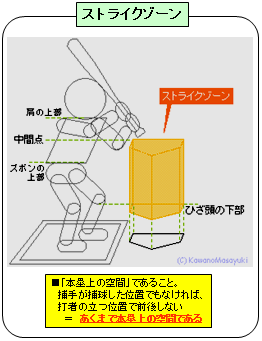 ストライクゾーン
ストライクゾーン
肩の上部
中間点
ズボンの
上部
ひざ頭の下部
(C) KawanoMasayuki
■「本塁上の空間」であること。
捕手が捕球した位置でもなければ、
打者の立つ位置で前後しない
＝ あくまで本塁上の空間である